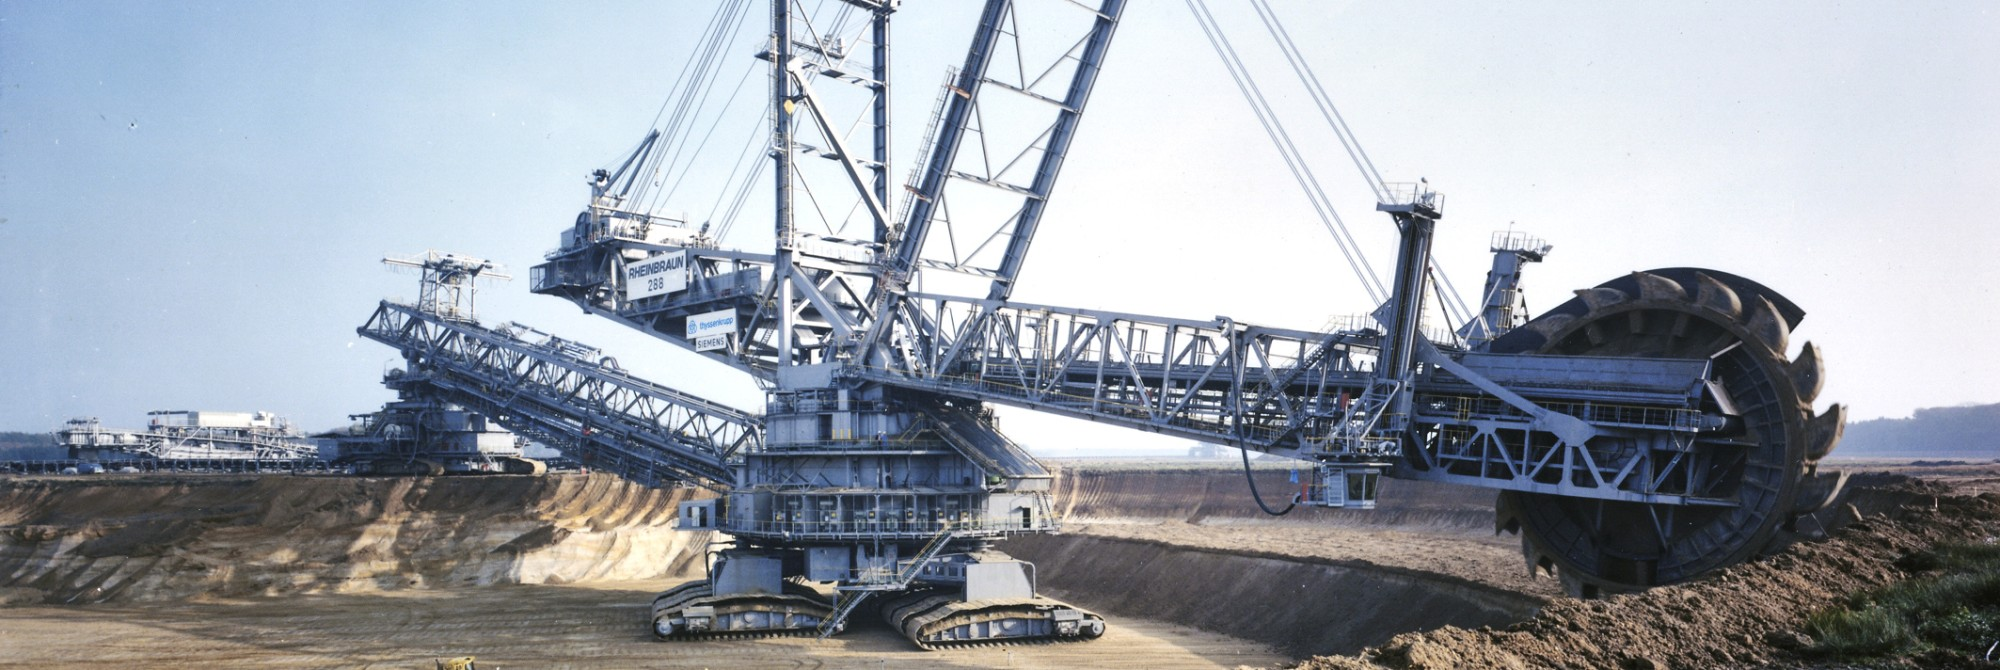 RHEINBRAUN
288
thyssenkrupp
SIEMENS